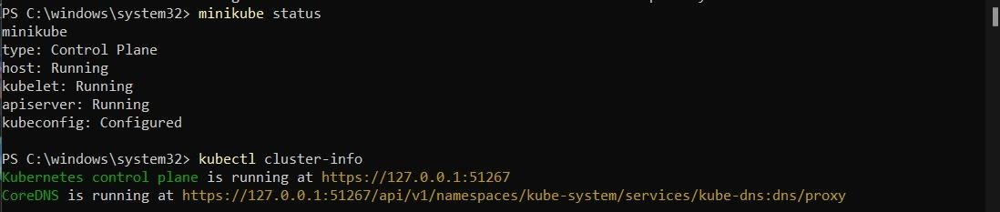 PS C:\windows\system32> minikube status
minikube
type: Control Plane
host: Running
kubelet: Running
apiserver: Running
kubeconfig: Configured
PS C:\windows\system32> kubectl cluster-info
Kubernetes control plane is running at https://127.0.0.1:51267
CoreDNS is running at https://127.0.0.1:51267/api/v1/namespaces/kube-system/services/kube-dns:dns/proxy